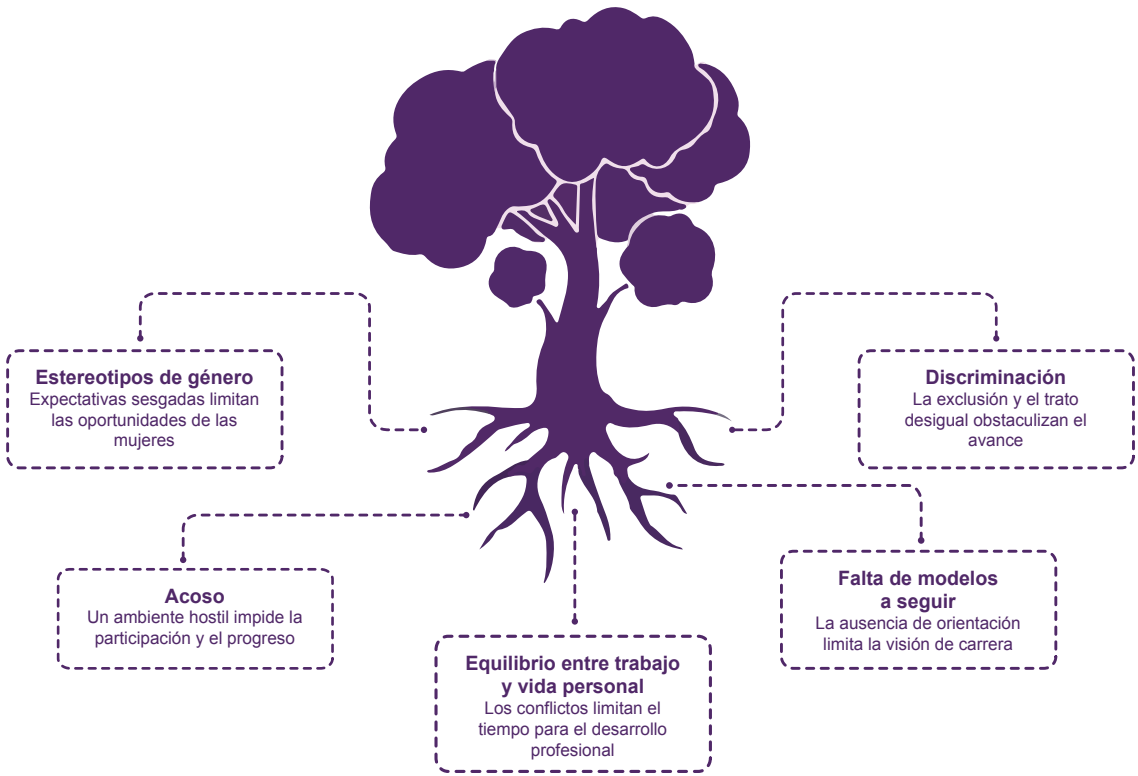 Estereotipos de género
Expectativas sesgadas limitan
las oportunidades de las
mujeres
Discriminación
La exclusión y el trato
desigual obstaculizan el
avance
Acoso
Un ambiente hostil impide la
participación y el progreso
Falta de modelos
a seguir
La ausencia de orientación
limita la visión de carrera
Equilibrio entre trabajo
y vida personal
Los conflictos limitan el
tiempo para el desarrollo
profesional